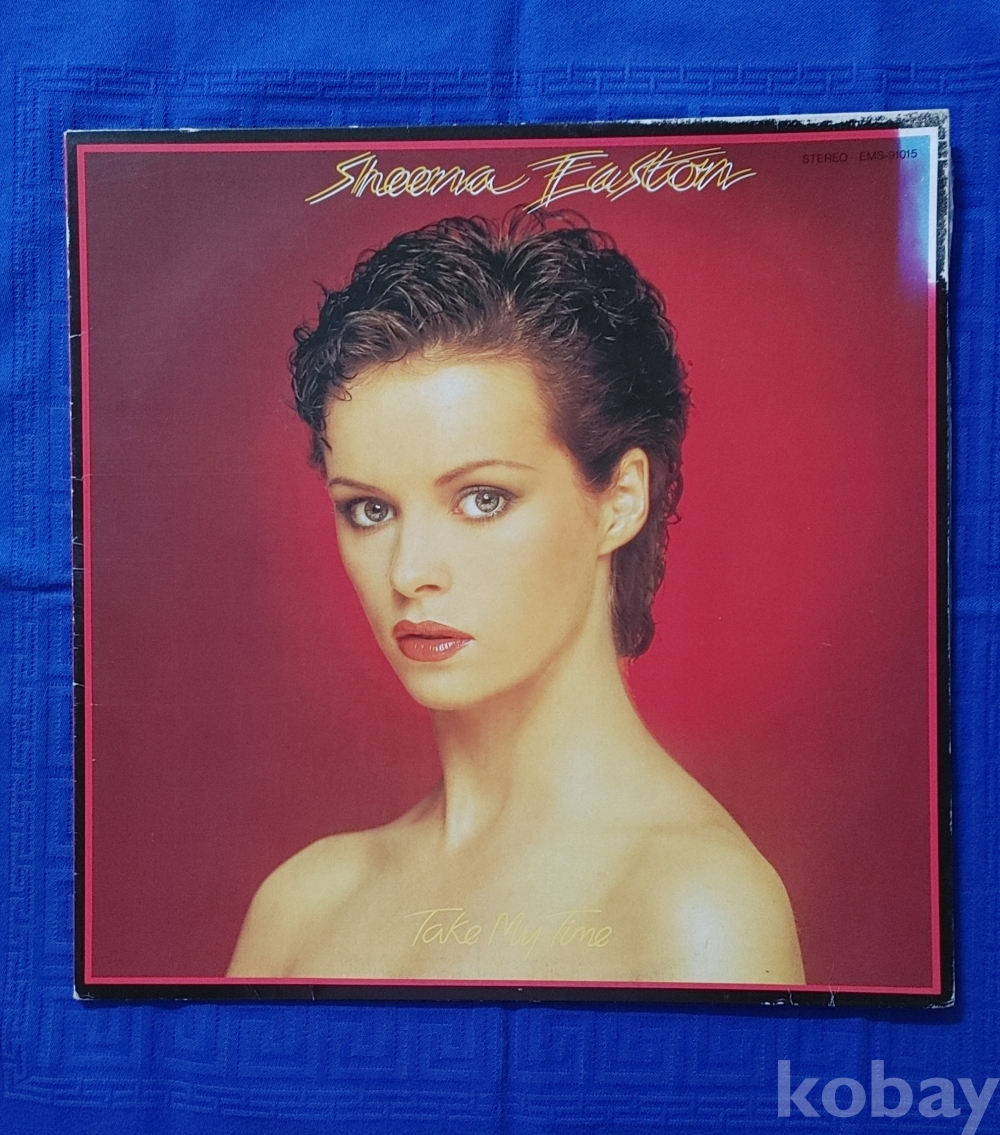 Sheena Easton
STEREO · EMS-91015
Take My Time
kobay